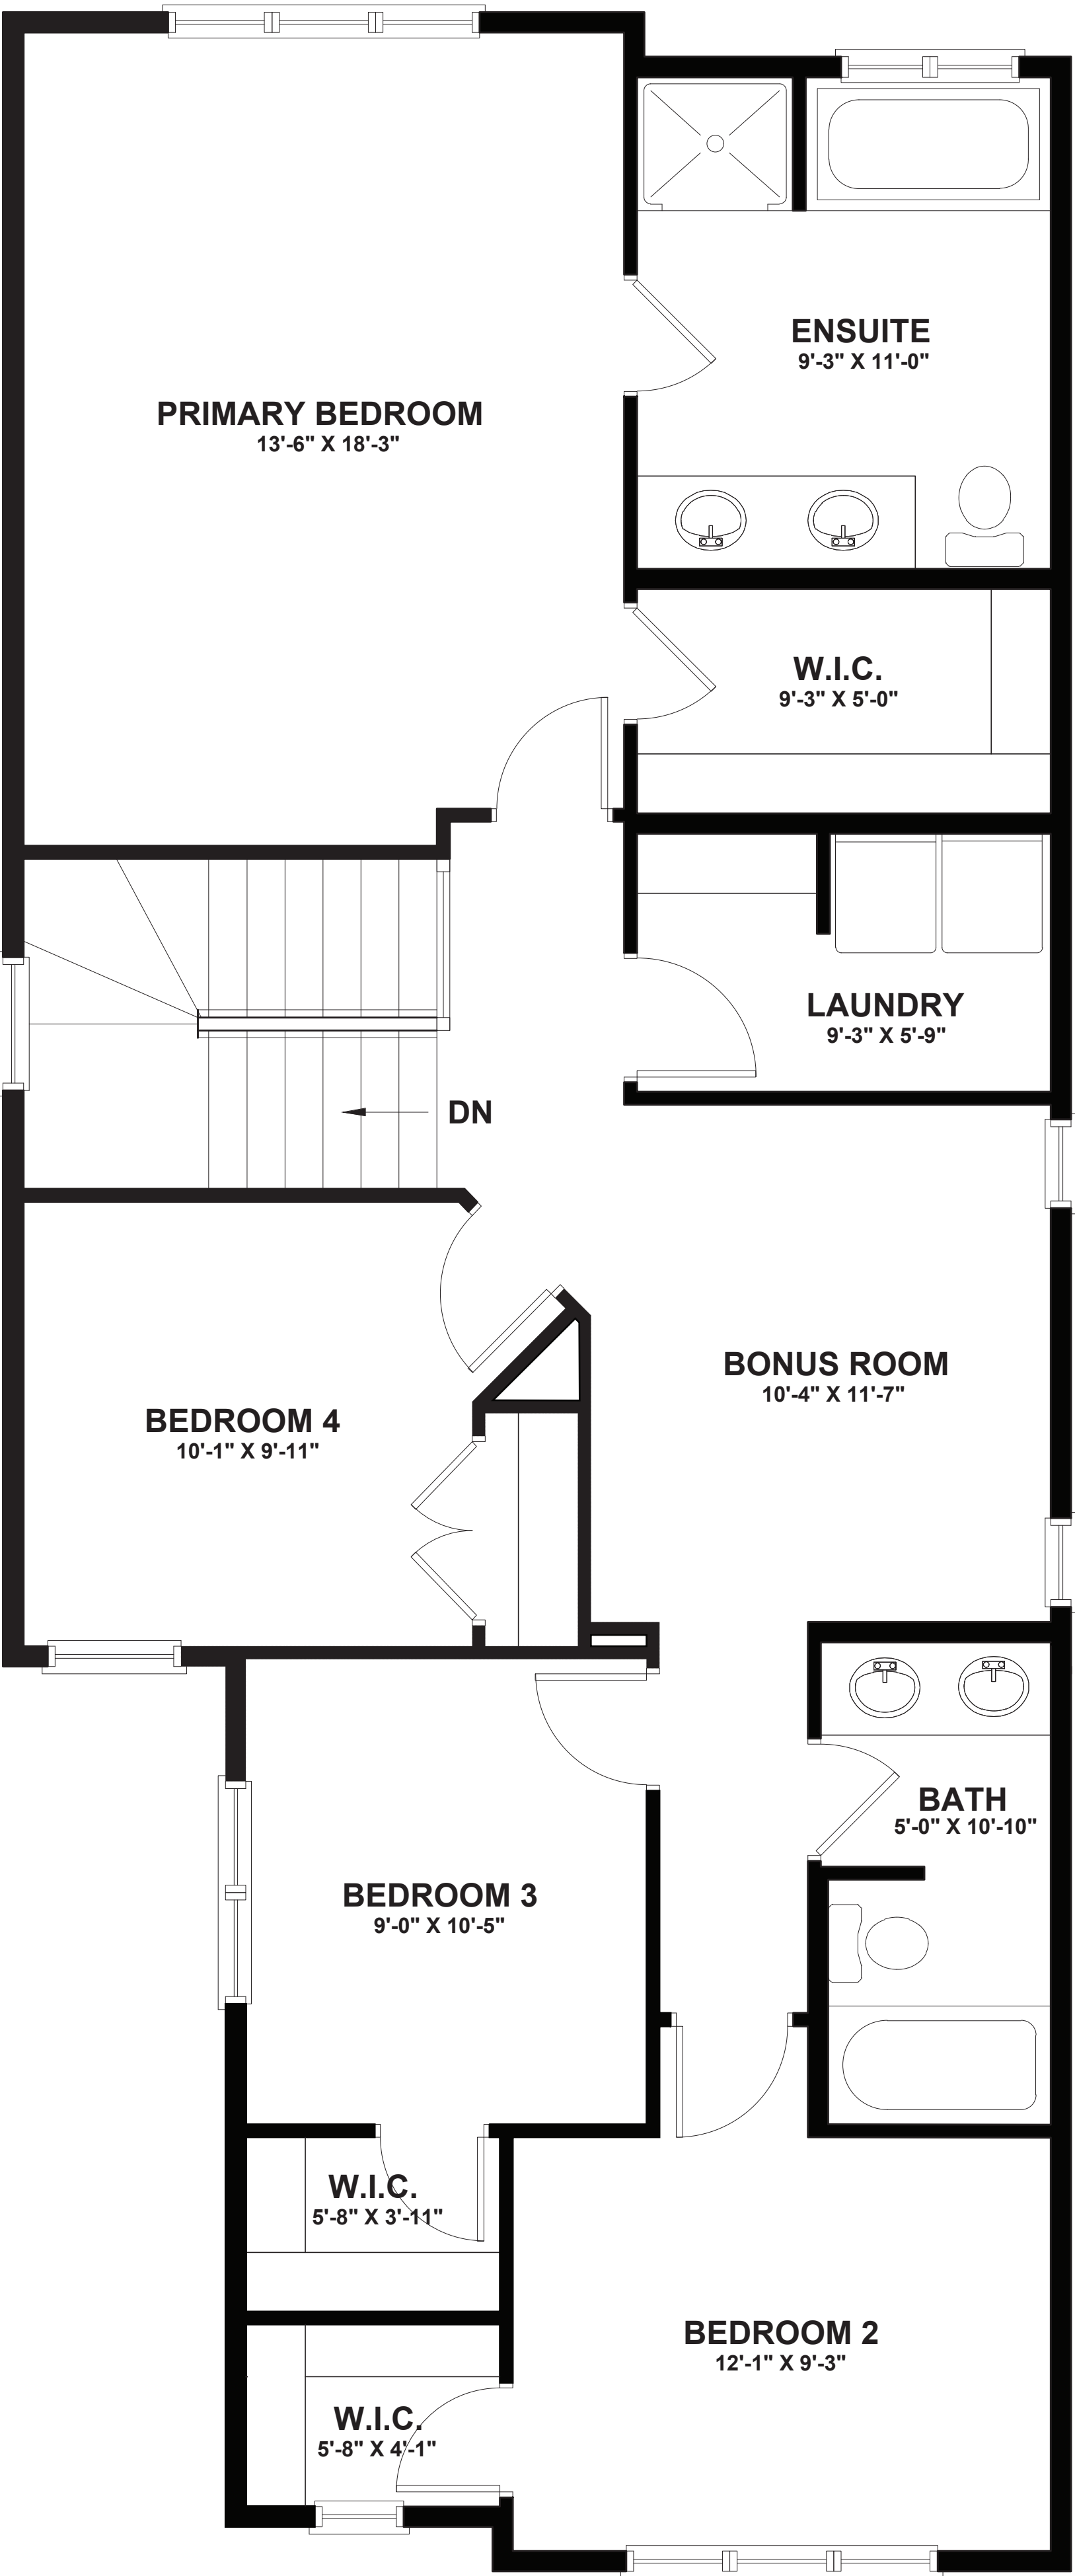 ENSUITE
9'-3" X 11'-0"
PRIMARY BEDROOM
13'-6" X 18'-3"
W.I.C.
9'-3" X 5'-0"
LAUNDRY
9'-3" X 5'-9"
DN
BONUS ROOM
10'-4" X 11'-7"
BEDROOM 4
10'-1" X 9'-11"
BATH
5'-0" X 10'-10"
BEDROOM 3
9'-0" X 10'-5"
W.I.C.
5'-8" X 3'-11"
BEDROOM 2
12'-1" X 9'-3"
W.I.C.
5'-8" X 4'-1"